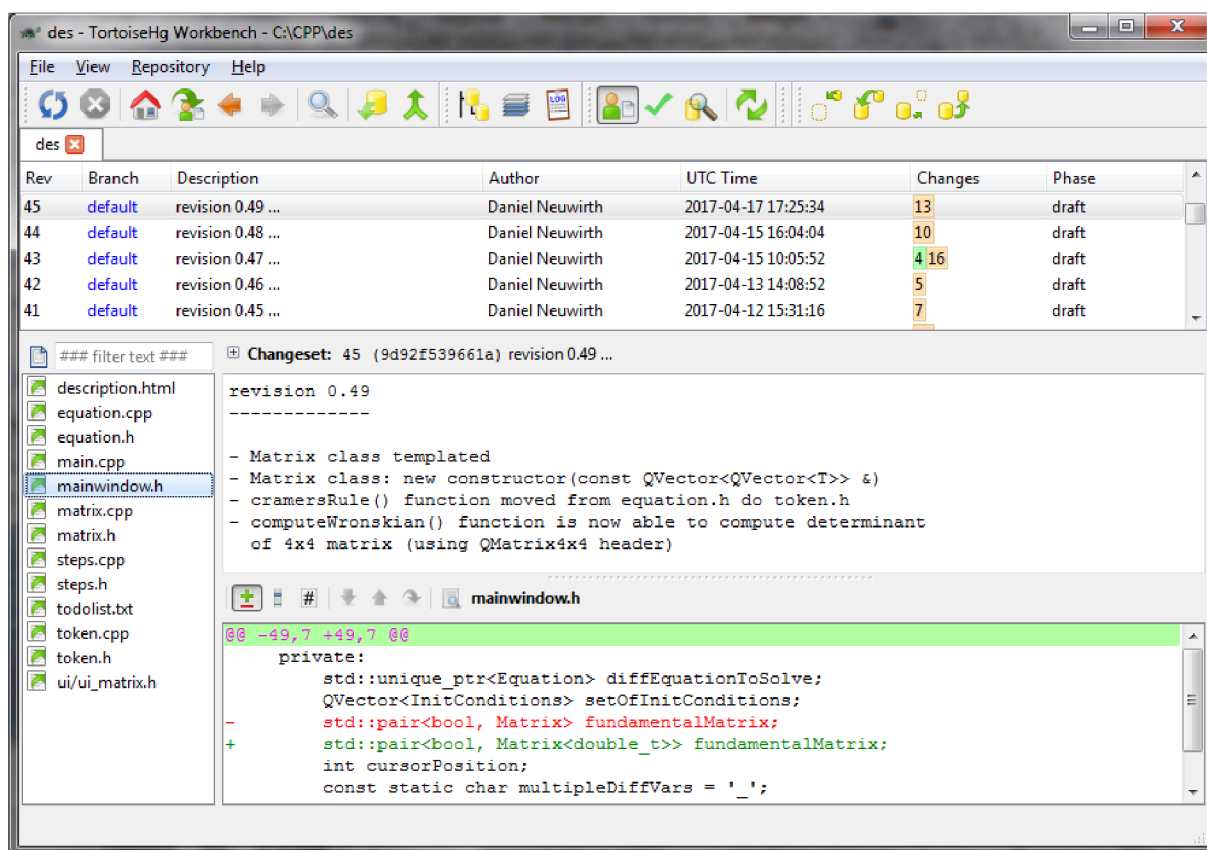 des - TortoiseHg Workbench - C:\CPP\des
File View Repository Help
LOG
des
Rev Branch Description Author UTC Time Changes Phase
45 default revision 0.49 ... Daniel Neuwirth 2017-04-17 17:25:34 13 draft
44 default revision 0.48 ... Daniel Neuwirth 2017-04-15 16:04:04 10 draft
43 default revision 0.47 ... Daniel Neuwirth 2017-04-15 10:05:52 4 16 draft
42 default revision 0.46 ... Daniel Neuwirth 2017-04-13 14:08:52 5 draft
41 default revision 0.45 ... Daniel Neuwirth 2017-04-12 15:31:16 7 draft
### filter text ###
Changeset: 45 (9d92f539661a) revision 0.49 ...
description.html
equation.cpp
equation.h
main.cpp
mainwindow.h
matrix.cpp
matrix.h
steps.cpp
steps.h
todolist.txt
token.cpp
token.h
ui/ui_matrix.h
revision 0.49
-------------
- Matrix class templated
- Matrix class: new constructor(const QVector<QVector<T>> &)
- cramersRule() function moved from equation.h do token.h
- computeWronskian() function is now able to compute determinant
of 4x4 matrix (using QMatrix4x4 header)
# mainwindow.h
@@ -49,7 +49,7 @@
private:
std::unique_ptr<Equation> diffEquationToSolve;
QVector<InitConditions> setOfInitConditions;
- std::pair<bool, Matrix> fundamentalMatrix;
+ std::pair<bool, Matrix<double_t>> fundamentalMatrix;
int cursorPosition;
const static char multipleDiffVars = '_';